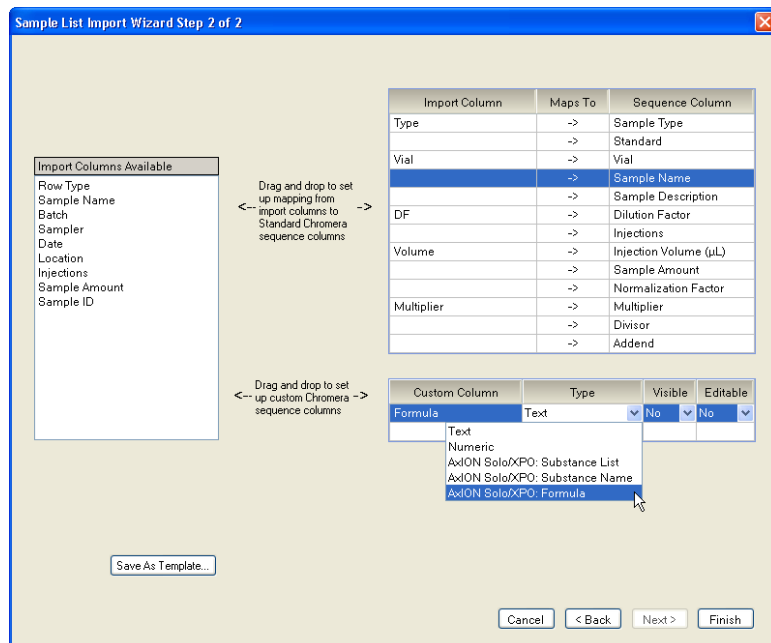 Sample List Import Wizard Step 2 of 2
Import Column Maps To Sequence Column
Type -> Sample Type
-> Standard
Vial -> Vial
-> Sample Name
-> Sample Description
DF -> Dilution Factor
-> Injections
Volume -> Injection Volume (µL)
-> Sample Amount
-> Normalization Factor
Multiplier -> Multiplier
-> Divisor
-> Addend
Import Columns Available
Row Type
Sample Name
Batch
Sampler
Date
Location
Injections
Sample Amount
Sample ID
Drag and drop to set
<-- up mapping from -->
import columns to
Standard Chromera
sequence columns
Drag and drop to set
<-- up custom Chromera -->
sequence columns
Custom Column Type Visible Editable
Formula Text No No
Text
Numeric
AxION Solo/XPO: Substance List
AxION Solo/XPO: Substance Name
AxION Solo/XPO: Formula
Save As Template...
Cancel < Back Next > Finish